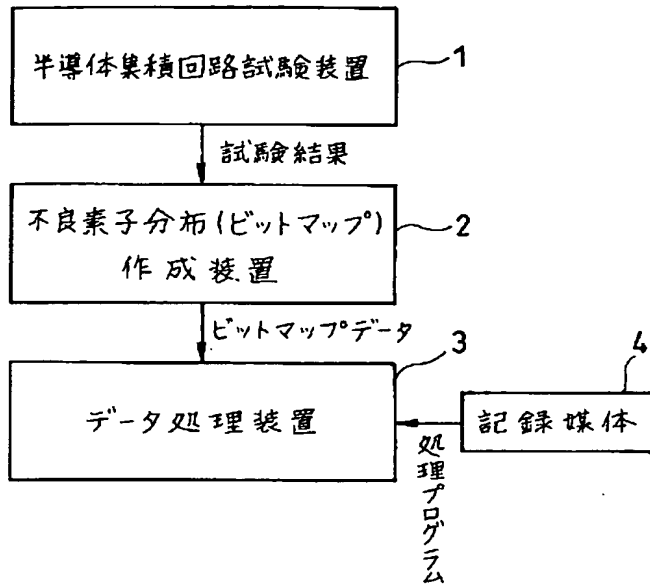 半導体集積回路試験装置
1
試験結果
不良素子分布(ビットマップ)
作成装置
2
ビットマップデータ
3
データ処理装置
4
記録媒体
処理プログラム